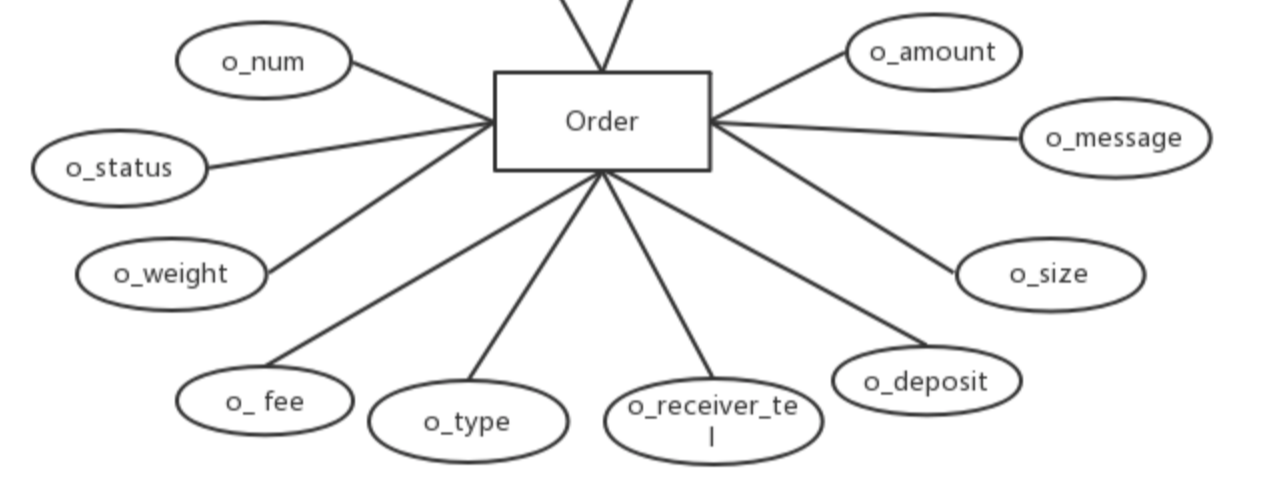 o_num
o_amount
Order
o_message
o_status
o_weight
o_size
o_ fee
o_type
o_receiver_te
l
o_deposit